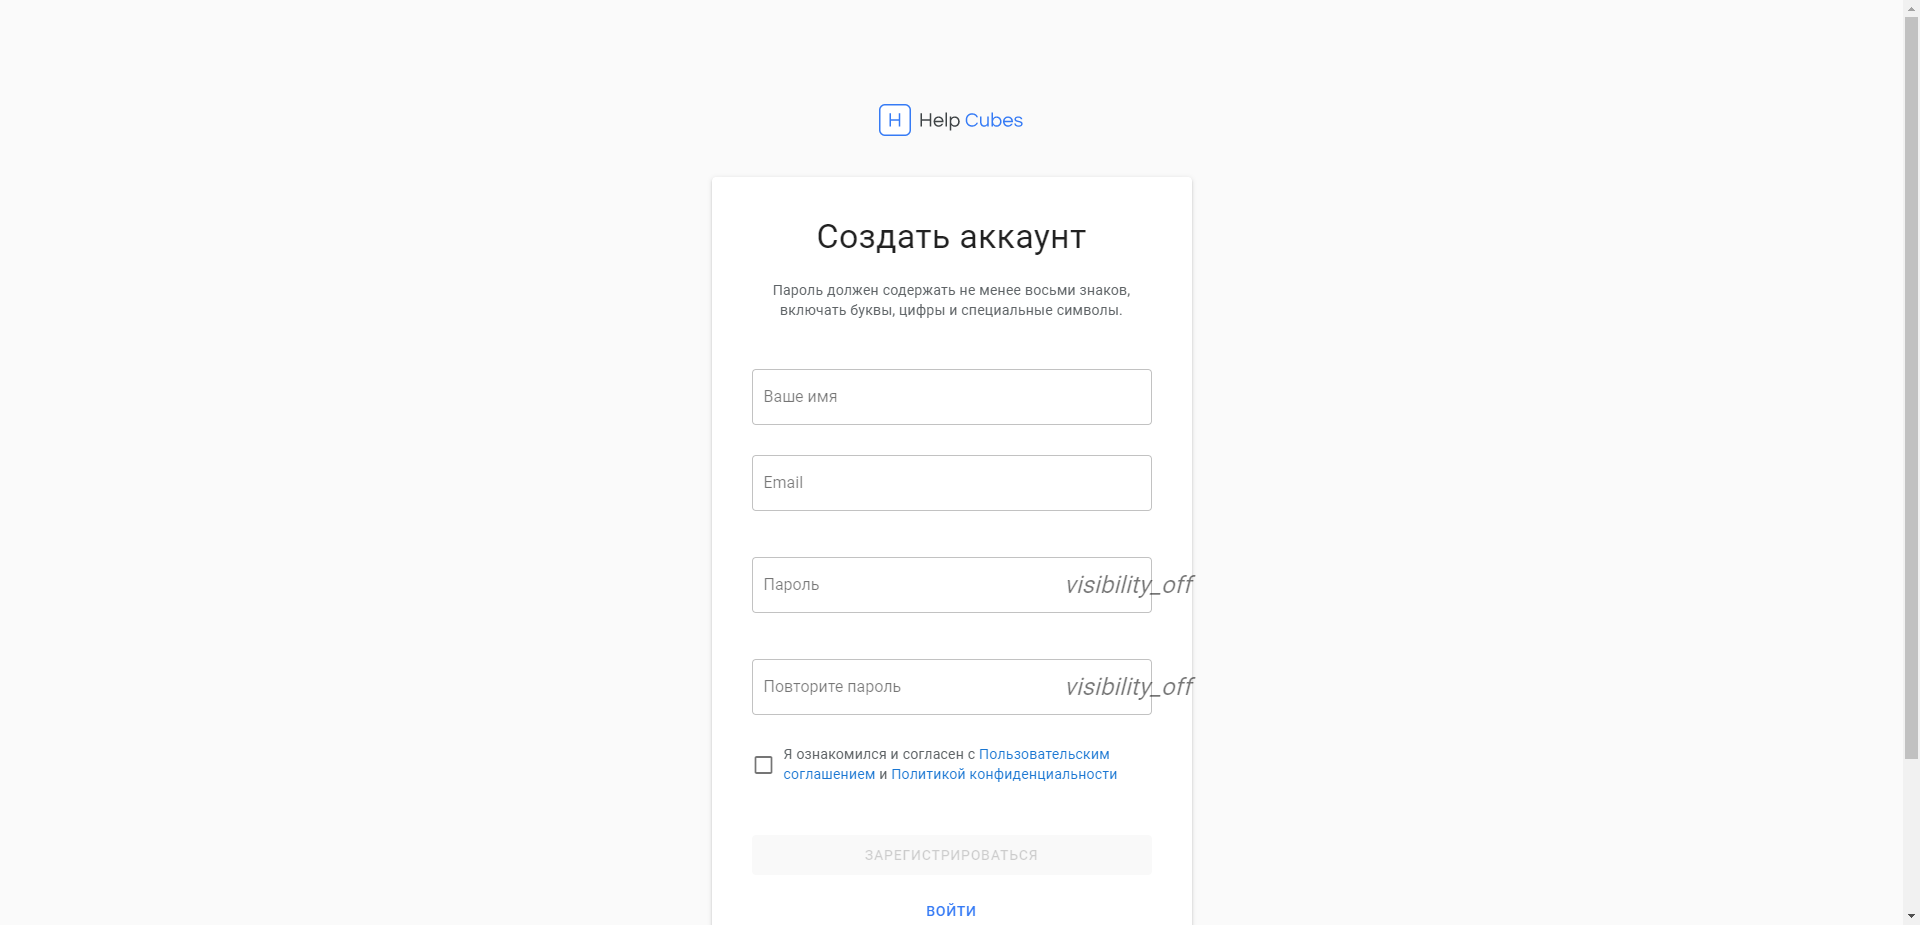 H Help Cubes
Создать аккаунт
Пароль должен содержать не менее восьми знаков,
включать буквы, цифры и специальные символы.
Ваше имя
Email
Пароль visibility_off
Повторите пароль visibility_off
Я ознакомился и согласен с Пользовательским
соглашением и Политикой конфиденциальности
ЗАРЕГИСТРИРОВАТЬСЯ
ВОЙТИ